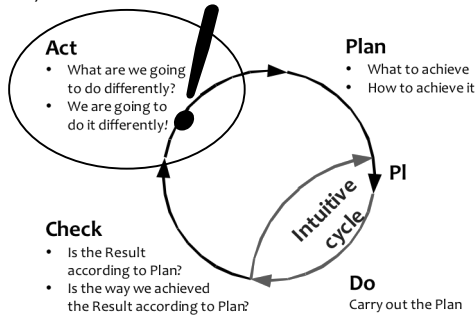 Act
• What are we going
to do differently?
• We are going to
do it differently!
Plan
• What to achieve
• How to achieve it
Pl
Intuitive
cycle
Check
• Is the Result
according to Plan?
• Is the way we achieved
the Result according to Plan?
Do
Carry out the Plan